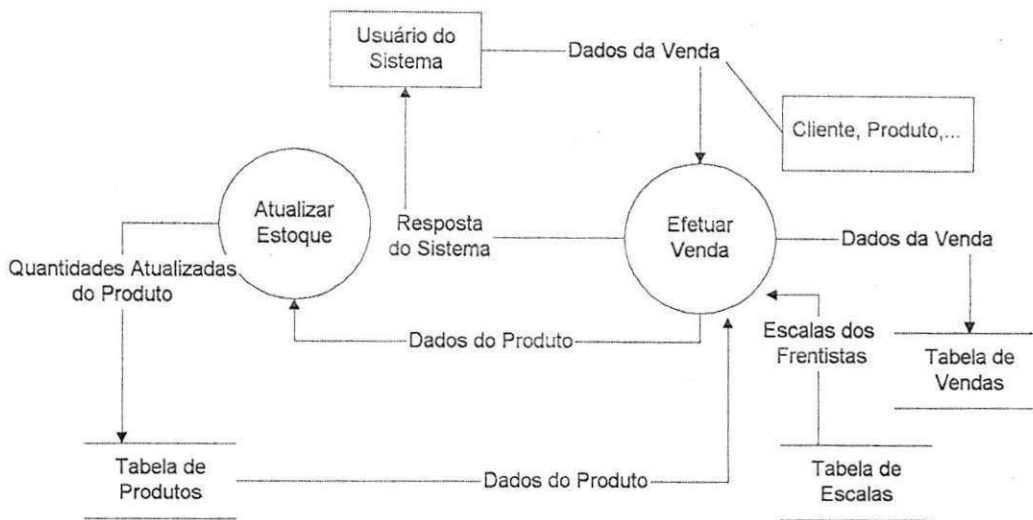 Usuário do
Sistema
Dados da Venda
Cliente, Produto,...
Atualizar
Estoque
Resposta
do Sistema
Efetuar
Venda
Dados da Venda
Quantidades Atualizadas
do Produto
Dados do Produto
Escalas dos
Frentistas
Tabela de
Vendas
Tabela de
Produtos
Dados do Produto
Tabela de
Escalas